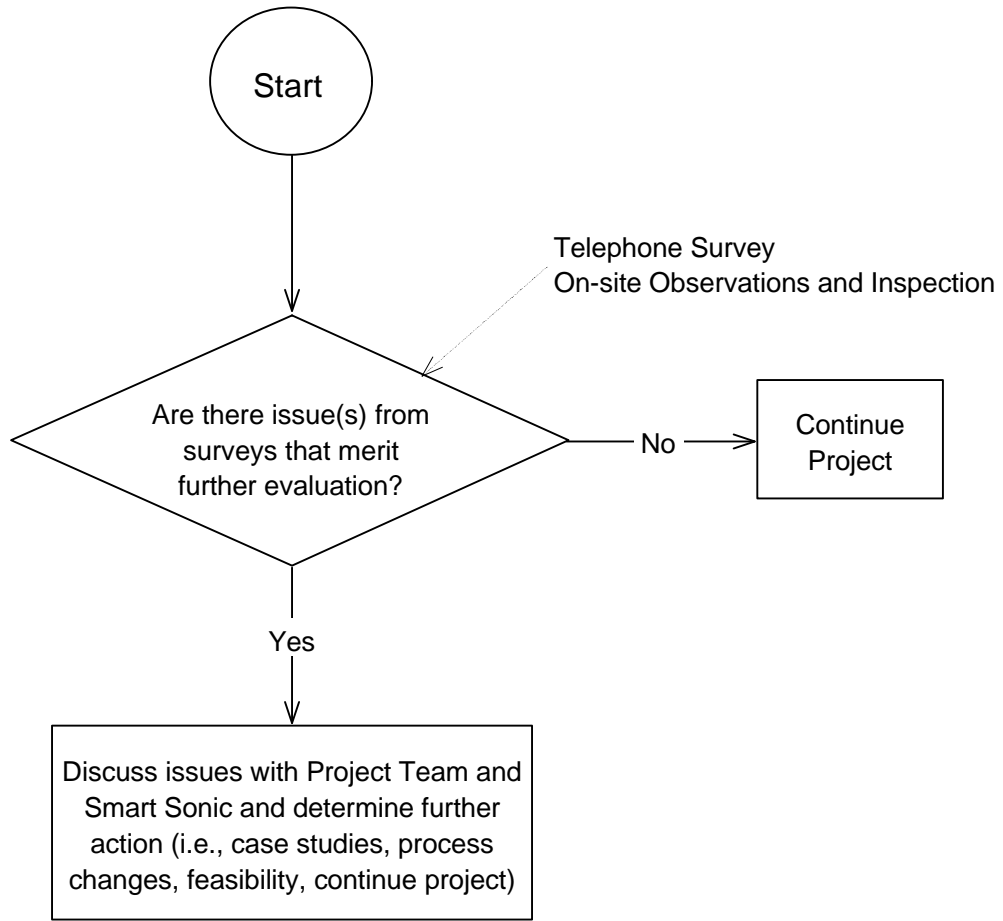 Start
Telephone Survey
On-site Observations and Inspection
Are there issue(s) from
surveys that merit
further evaluation?
No
Continue
Project
Yes
Discuss issues with Project Team and
Smart Sonic and determine further
action (i.e., case studies, process
changes, feasibility, continue project)